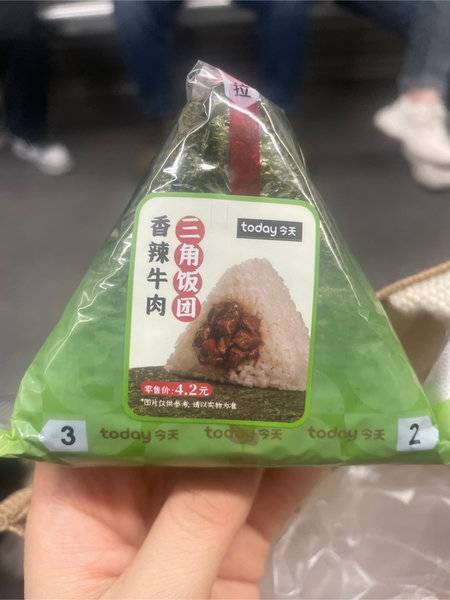 拉
today 今天
三角饭团
香辣牛肉
零售价:4.2元
*图片仅供参考,请以实物为准
3 today 今天 today 今天 today 今天 2